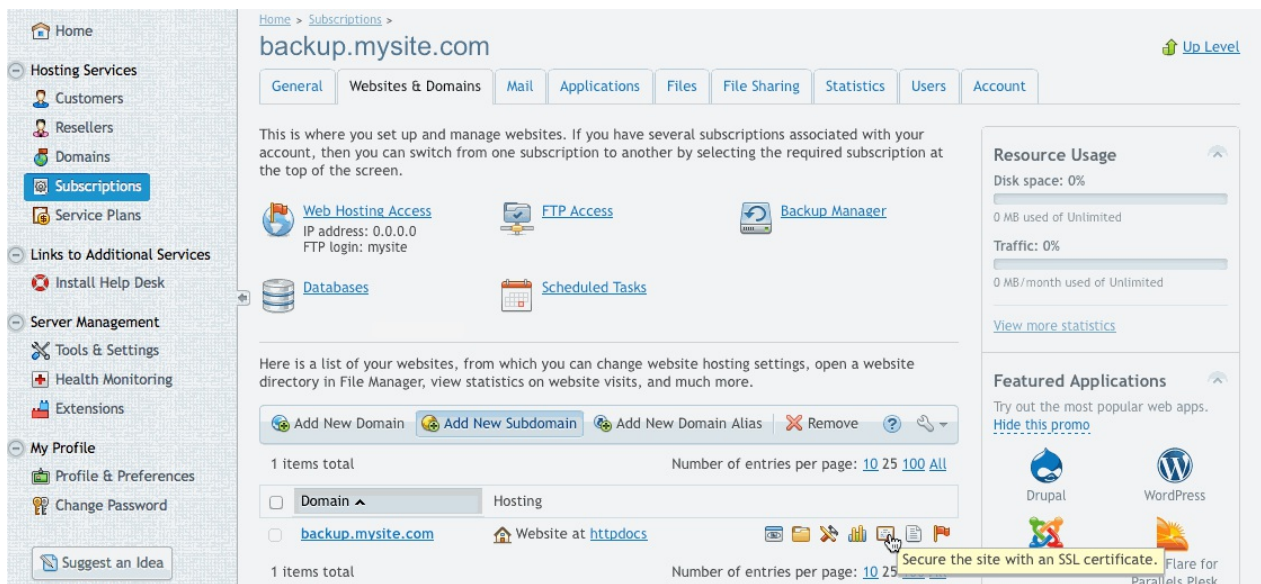 Home
Hosting Services
Customers
Resellers
Domains
Subscriptions
Service Plans
Links to Additional Services
Install Help Desk
Server Management
Tools & Settings
Health Monitoring
Extensions
My Profile
Profile & Preferences
Change Password
Suggest an Idea
Home > Subscriptions >
backup.mysite.com
Up Level
General Websites & Domains Mail Applications Files File Sharing Statistics Users Account
This is where you set up and manage websites. If you have several subscriptions associated with your
account, then you can switch from one subscription to another by selecting the required subscription at
the top of the screen.
Web Hosting Access
IP address: 0.0.0.0
FTP login: mysite
FTP Access
Backup Manager
Databases
Scheduled Tasks
Here is a list of your websites, from which you can change website hosting settings, open a website
directory in File Manager, view statistics on website visits, and much more.
Add New Domain Add New Subdomain Add New Domain Alias Remove
1 items total Number of entries per page: 10 25 100 All
Domain Hosting
backup.mysite.com Website at httpdocs
Secure the site with an SSL certificate.
1 items total Number of entries per page: 10 25
Resource Usage
Disk space: 0%
0 MB used of Unlimited
Traffic: 0%
0 MB/month used of Unlimited
View more statistics
Featured Applications
Try out the most popular web apps.
Hide this promo
Drupal WordPress
Flare for
Parallels Plesk